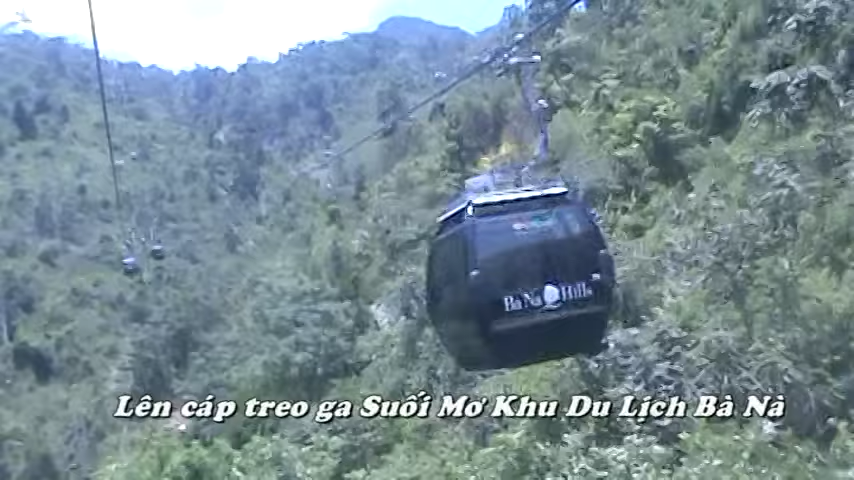 Bà Nà Hills
Lên cáp treo ga Suối Mơ Khu Du Lịch Bà Nà